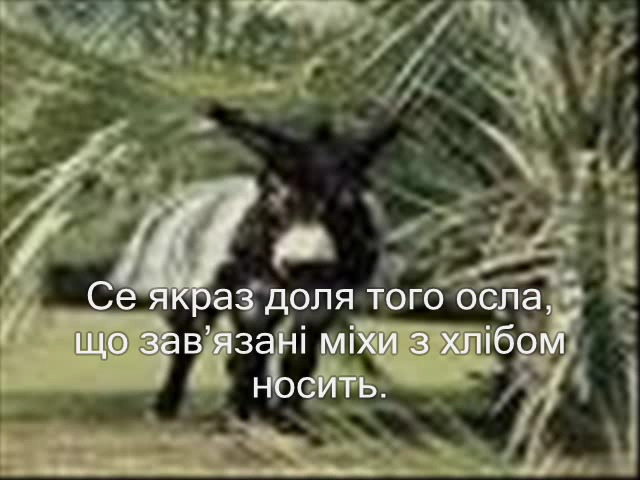 Се якраз доля того осла,
що зав’язані міхи з хлібом
носить.